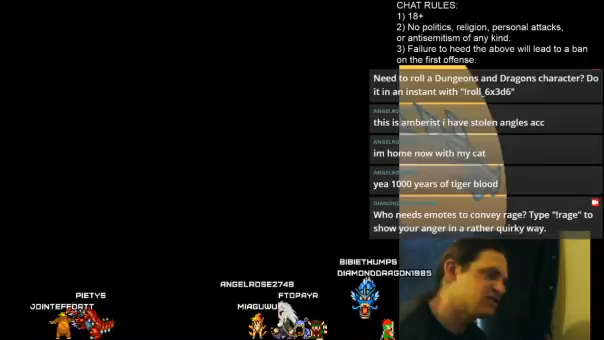 CHAT RULES:
1) 18+
2) No politics, religion, personal attacks,
or antisemitism of any kind.
3) Failure to heed the above will lead to a ban
on the first offense.
Need to roll a Dungeons and Dragons character? Do
it in an instant with "!roll 6x3d6"
this is amberist i have stolen angles acc
im home now with my cat
yea 1000 years of tiger blood
Who needs emotes to convey rage? Type "!rage" to
show your anger in a rather quirky way.
BIBIETHUMPS
DIAMONDDRAGON1985
ANGELROSE2748
PIETYS
FTOPAYR
JOINTEFFORTT
MIAGUWU